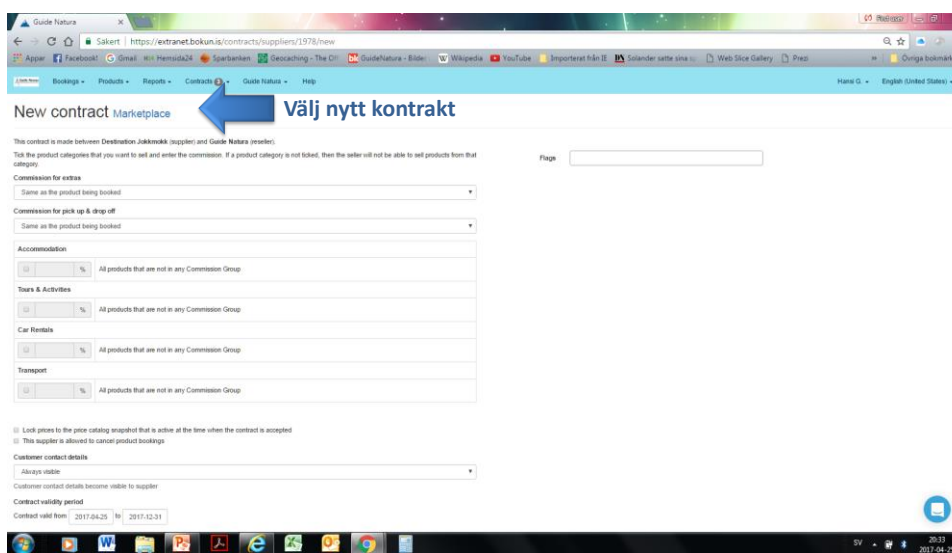 Guide Natura
Säkert | https://extranet.bokun.is/contracts/suppliers/1978/new
Appar Facebook! Gmail Hemsida24 Sparbanken Geocaching - The Of GuideNatura - Bilder Wikipedia YouTube Importerat från IE Solander satte sina Web Slice Gallery Prezi » Övriga bokmärk
Bookings Products Reports Contracts Guide Natura Help Hansi G. English (United States)
New contract Marketplace
Välj nytt kontrakt
This contract is made between Destination Jokkmokk (supplier) and Guide Natura (reseller).
Tick the product categories that you want to sell and enter the commission. If a product category is not ticked, then the seller will not be able to sell products from that
category.
Flags
Commission for extras
Same as the product being booked
Commission for pick up & drop off
Same as the product being booked
Accommodation
% All products that are not in any Commission Group
Tours & Activities
% All products that are not in any Commission Group
Car Rentals
% All products that are not in any Commission Group
Transport
% All products that are not in any Commission Group
Lock prices to the price catalog snapshot that is active at the time when the contract is accepted
This supplier is allowed to cancel product bookings
Customer contact details
Always visible
Customer contact details become visible to supplier
Contract validity period
Contract valid from 2017-04-25 to 2017-12-31
SV 20:33
2017-04-2